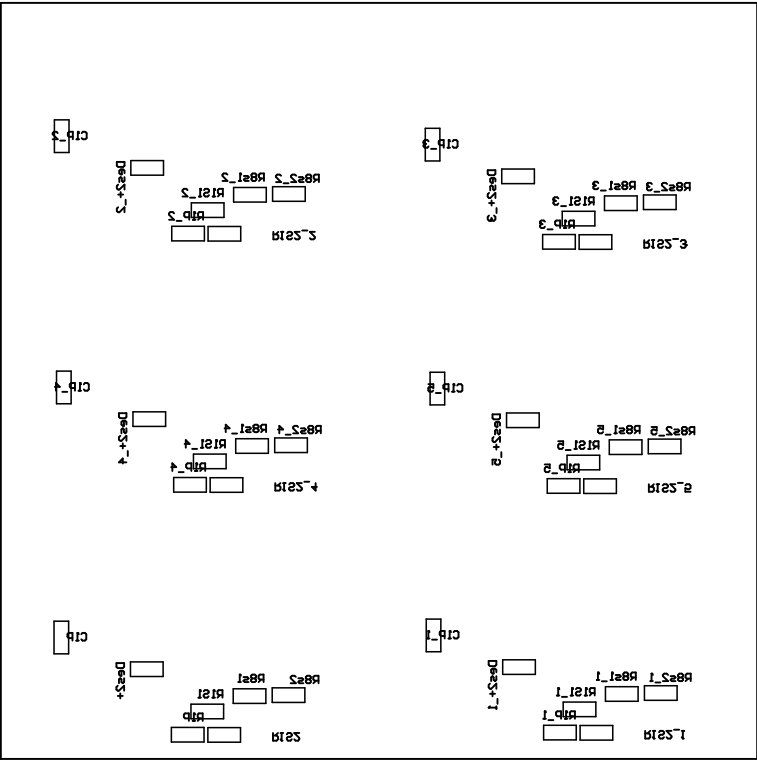 C1P_2
Des2+_2
R1S1_2
R8s1_2
R8s2_2
R1P_2
R1S2_2
C1P_3
Des2+_3
R1S1_3
R8s1_3
R8s2_3
R1P_3
R1S2_3
C1P_4
Des2+_4
R1S1_4
R8s1_4
R8s2_4
R1P_4
R1S2_4
C1P_5
Des2+_5
R1S1_5
R8s1_5
R8s2_5
R1P_5
R1S2_5
C1P
Des2+
R1S1
R8s1
R8s2
R1P
R1S2
C1P_1
Des2+_1
R1S1_1
R8s1_1
R8s2_1
R1P_1
R1S2_1